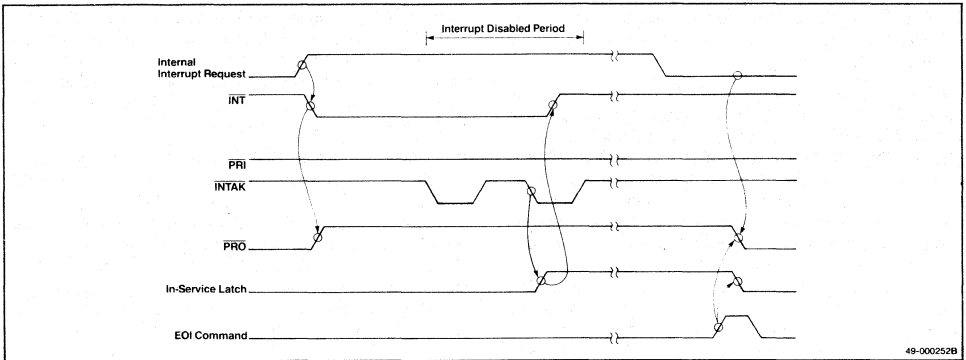 Interrupt Disabled Period
Internal
Interrupt Request
INT
PRI
INTAK
PRO
In-Service Latch
EOI Command
49-000252B